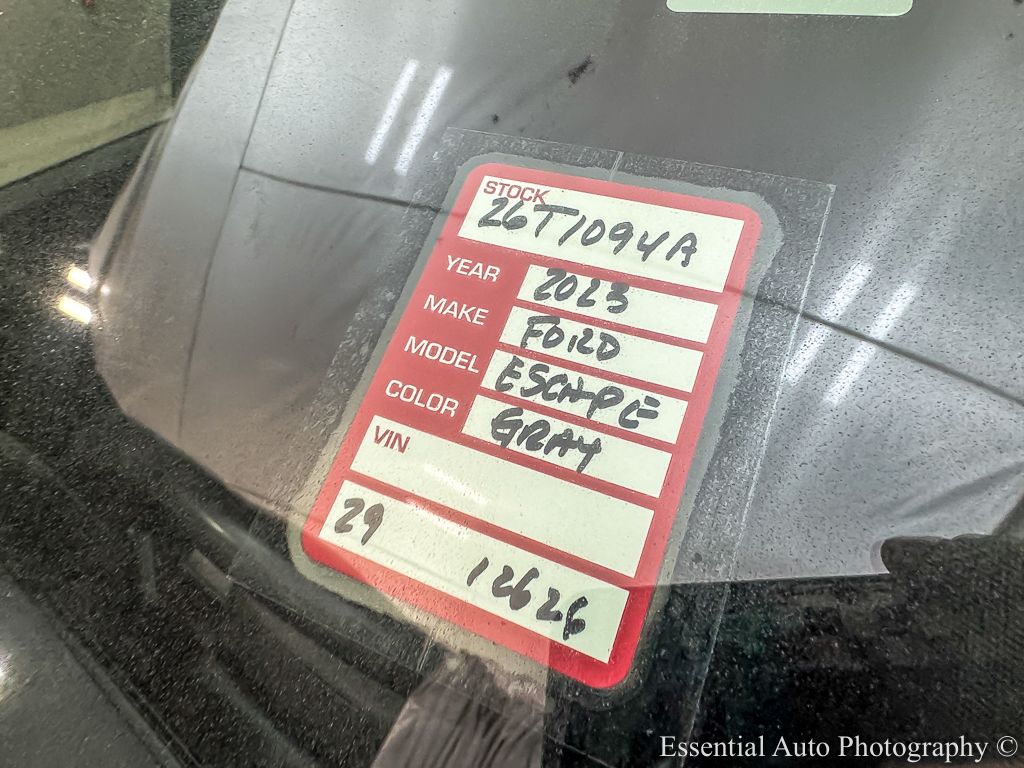 STOCK
26T1094A
YEAR 2023
MAKE FORD
MODEL ESCAPE
COLOR GRAY
VIN
29 12626
Essential Auto Photography ©